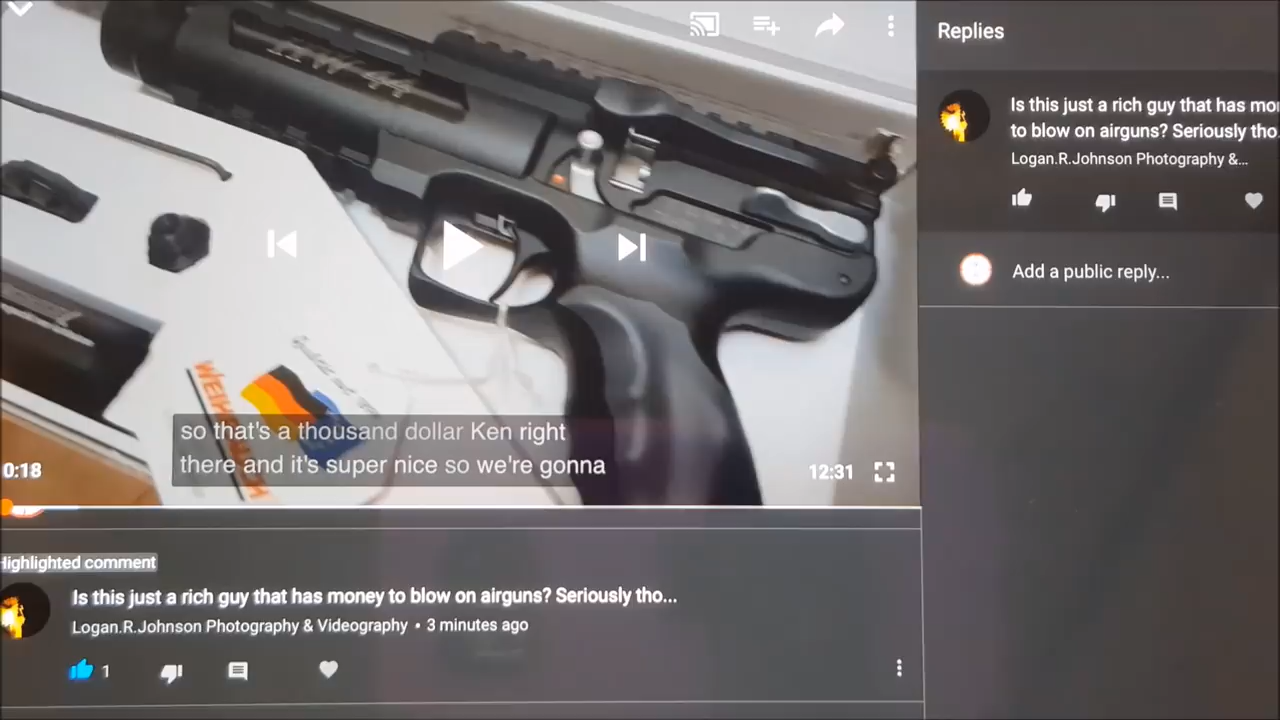 HW-44
Replies
Is this just a rich guy that has mo
to blow on airguns? Seriously tho
Logan.R.Johnson Photography &...
Add a public reply...
WEIHRAUCH
so that's a thousand dollar Ken right
there and it's super nice so we're gonna
0:18
12:31
Highlighted comment
Is this just a rich guy that has money to blow on airguns? Seriously tho...
Logan.R.Johnson Photography & Videography • 3 minutes ago
1